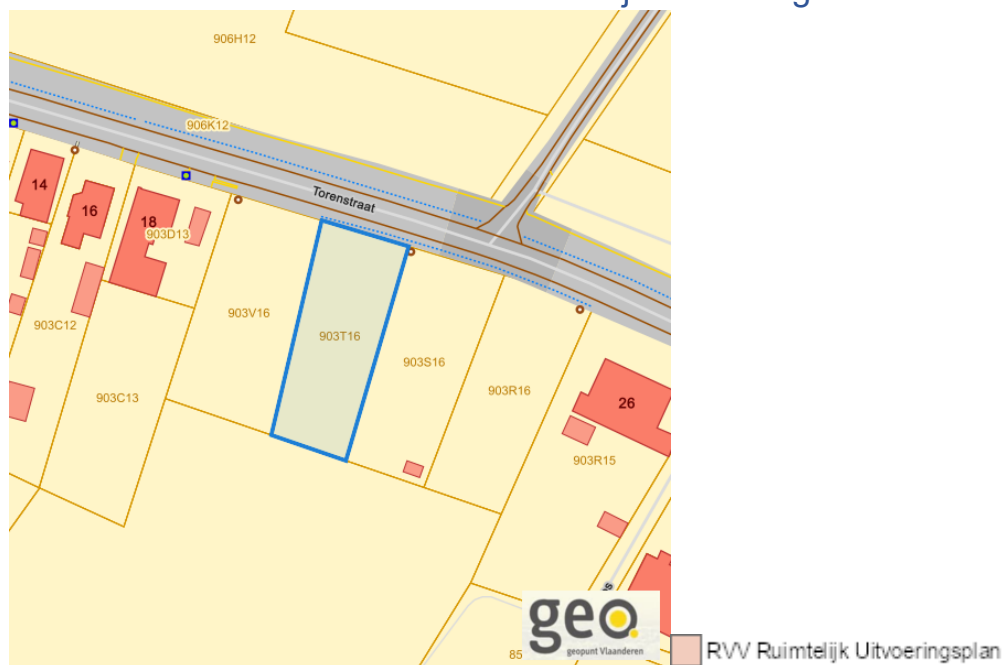 906H12
906K12
Torenstraat
14
16
18
903D13
903V16
903T16
903C12
903S16
903R16
903C13
26
903R15
geo
geopunt Vlaanderen
85
RVV Ruimtelijk Uitvoeringsplan